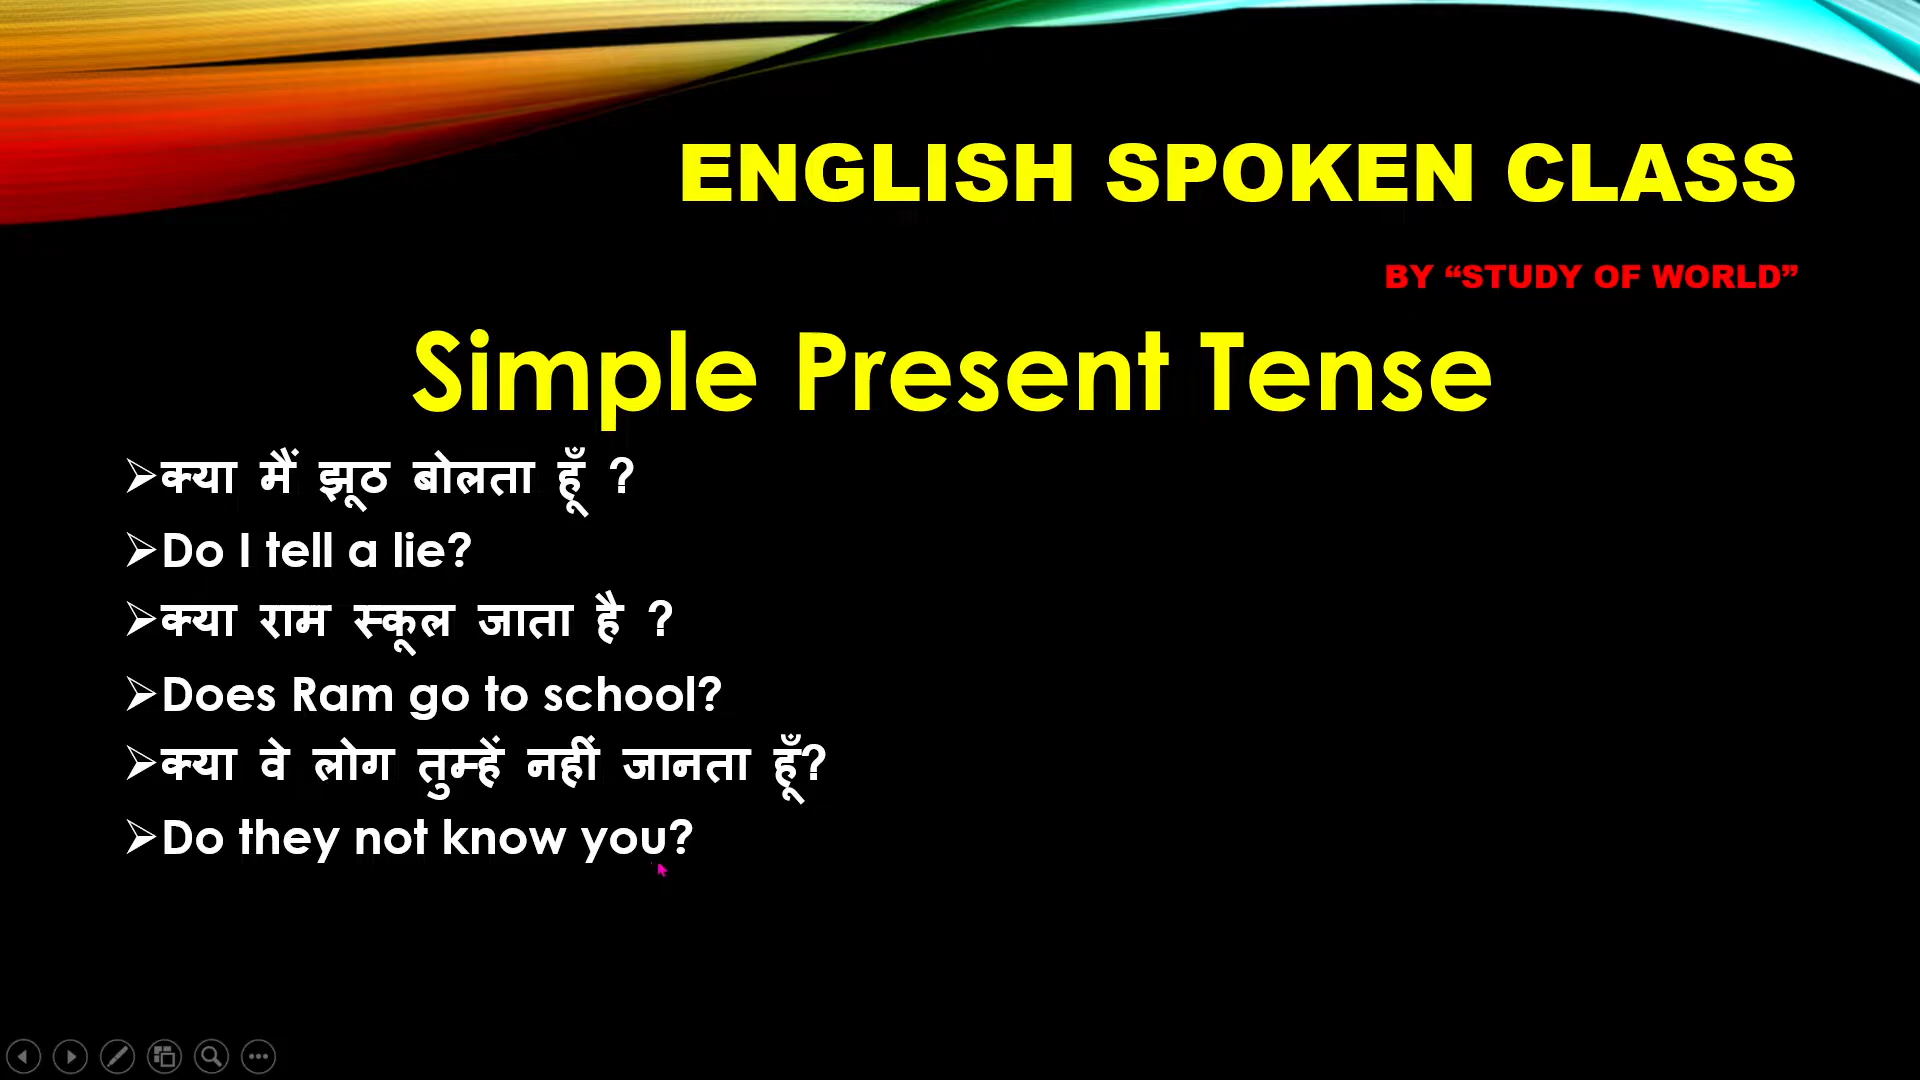 ENGLISH SPOKEN CLASS
BY “STUDY OF WORLD”
Simple Present Tense
➢क्या मैं झूठ बोलता हूँ ?
➢Do I tell a lie?
➢क्या राम स्कूल जाता है ?
➢Does Ram go to school?
➢क्या वे लोग तुम्हें नहीं जानता हूँ?
➢Do they not know you?